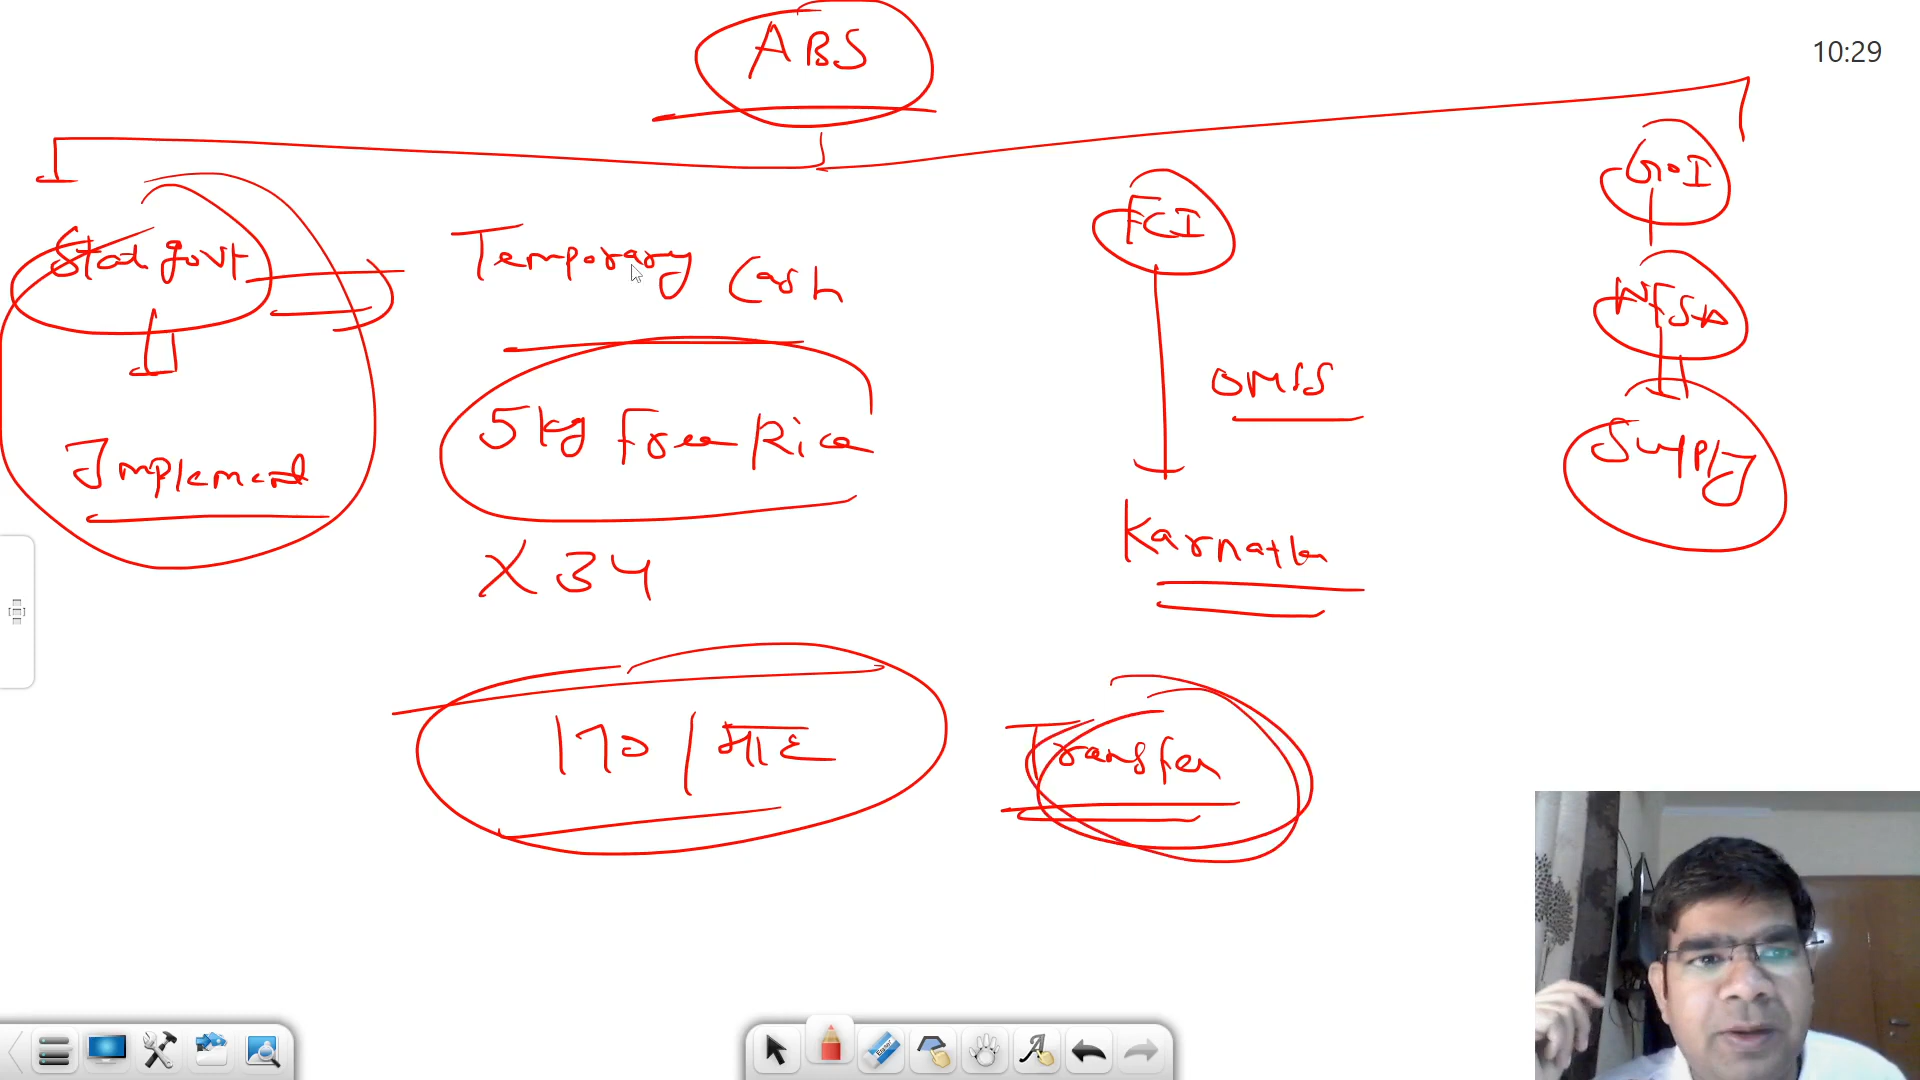 ABS
10:29
State govt
Implement
Temporary Cash
5kg Free Rice
X 34
170 / माह
FCI
OMSS
Karnatka
Transfer
GoI
NFSA
Supply